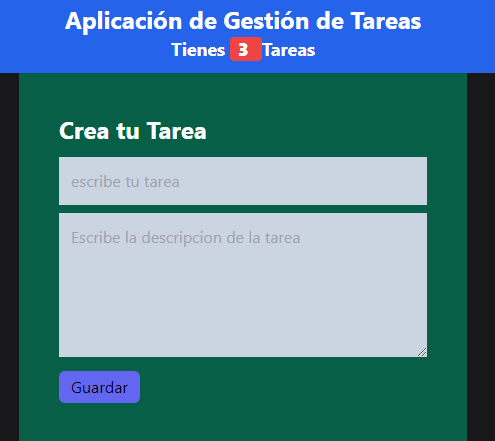 Aplicación de Gestión de Tareas
Tienes 3 Tareas
Crea tu Tarea
escribe tu tarea
Escribe la descripcion de la tarea
Guardar